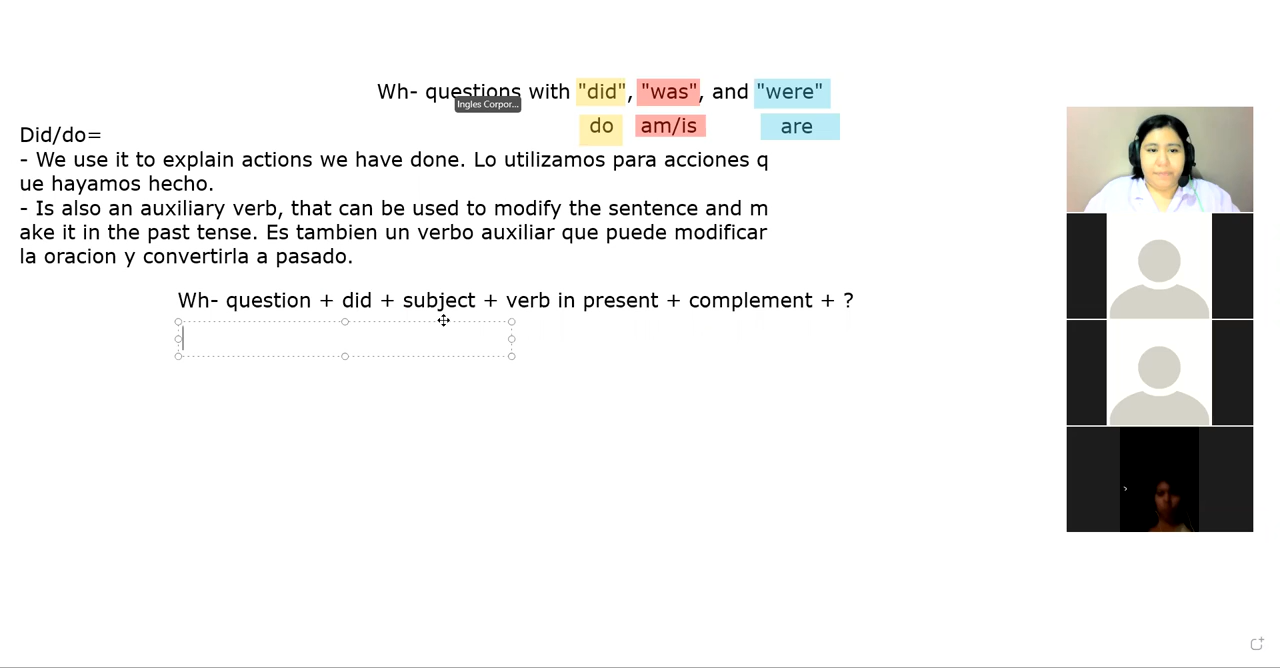 Wh- questions with "did", "was", and "were"
Ingles Corpor...
do am/is are
Did/do=
- We use it to explain actions we have done. Lo utilizamos para acciones q
ue hayamos hecho.
- Is also an auxiliary verb, that can be used to modify the sentence and m
ake it in the past tense. Es tambien un verbo auxiliar que puede modificar
la oracion y convertirla a pasado.
Wh- question + did + subject + verb in present + complement + ?